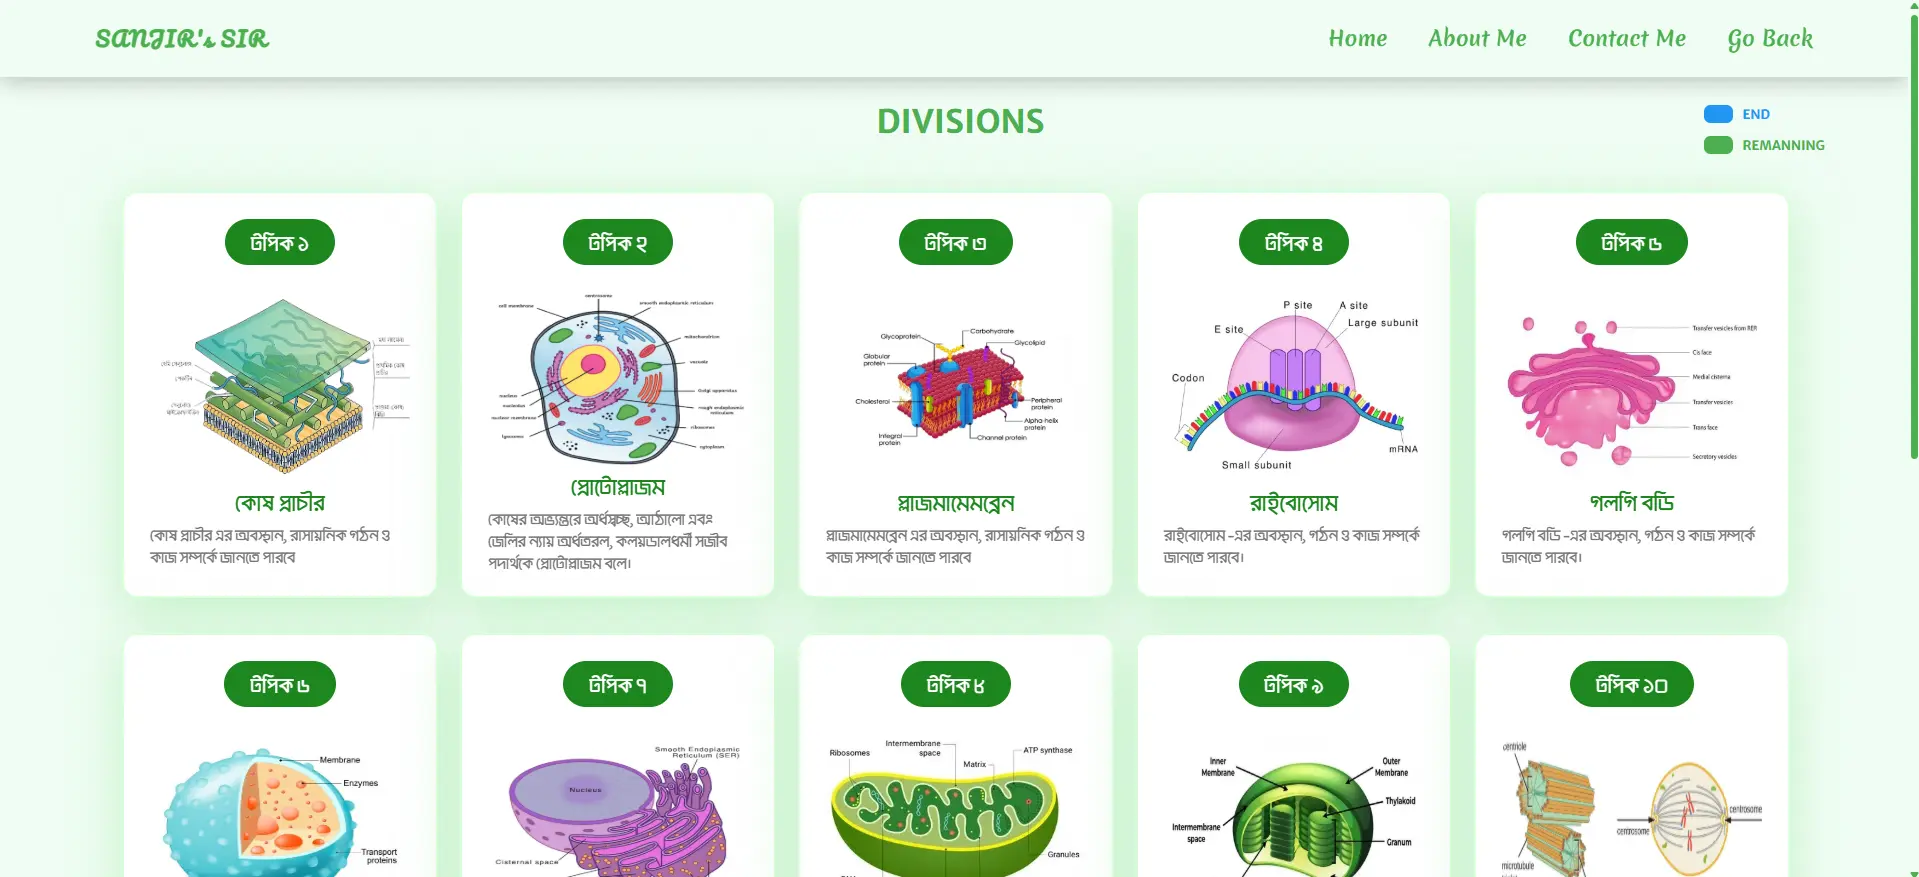 SANJIR's SIR
Home
About Me
Contact Me
Go Back
DIVISIONS
END
REMANNING
টপিক ১
কোষ প্রাচীর
কোষ প্রাচীর এর অবস্থান, রাসায়নিক গঠন ও
কাজ সম্পর্কে জানতে পারবে
টপিক ২
cell membrane
centrosome
smooth endoplasmic reticulum
mitochondrion
vacuole
Golgi apparatus
rough endoplasmic
reticulum
ribosomes
cytoplasm
nucleus
nucleolus
nuclear membrane
lysosome
প্রোটোপ্লাজম
কোষের অভ্যন্তরে অর্ধস্বচ্ছ, আঠালো এবং
জেলির ন্যায় অর্ধতরল, কলয়ডালধর্মী সজীব
পদার্থকে প্রোটোপ্লাজম বলে।
টপিক ৩
Glycoprotein
Carbohydrate
Glycolipid
Globular
protein
Cholesterol
Peripheral
protein
Alpha-helix
protein
Integral
protein
Channel protein
প্লাজমামেমব্রেন
প্লাজমামেমব্রেন এর অবস্থান, রাসায়নিক গঠন ও
কাজ সম্পর্কে জানতে পারবে
টপিক ৪
P site
A site
E site
Large subunit
Codon
mRNA
Small subunit
রাইবোসোম
রাইবোসোম -এর অবস্থান, গঠন ও কাজ সম্পর্কে
জানতে পারবে।
টপিক ৫
Transfer vesicles from RER
Cis face
Medial cisterna
Transfer vesicles
Trans face
Secretory vesicles
গলগি বডি
গলগি বডি -এর অবস্থান, গঠন ও কাজ সম্পর্কে
জানতে পারবে।
টপিক ৬
Membrane
Enzymes
Transport
proteins
টপিক ৭
Smooth Endoplasmic
Reticulum (SER)
Nucleus
Cisternal space
টপিক ৮
Ribosomes
Intermembrane
space
Matrix
ATP synthase
Granules
টপিক ৯
Inner
Membrane
Outer
Membrane
Thylakoid
Intermembrane
space
Granum
টপিক ১০
centriole
centrosome
centrosome
microtubule